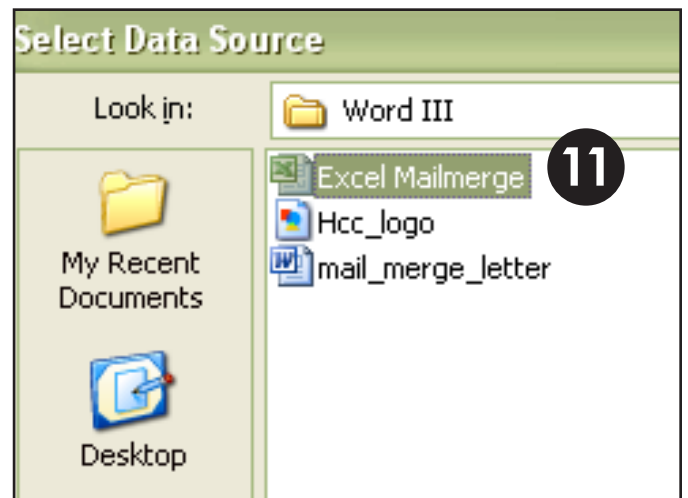 Select Data Source
Look in:
Word III
Excel Mailmerge
11
Hcc_logo
mail_merge_letter
My Recent
Documents
Desktop